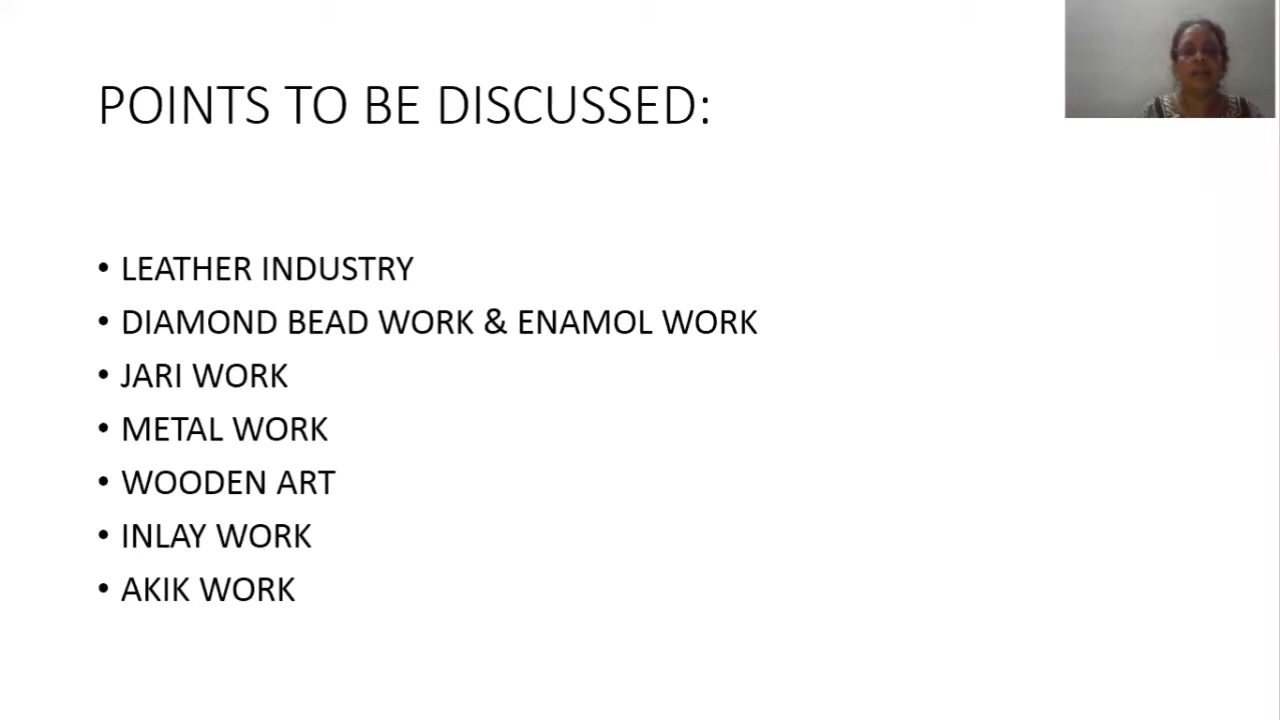 POINTS TO BE DISCUSSED:
• LEATHER INDUSTRY
• DIAMOND BEAD WORK & ENAMOL WORK
• JARI WORK
• METAL WORK
• WOODEN ART
• INLAY WORK
• AKIK WORK